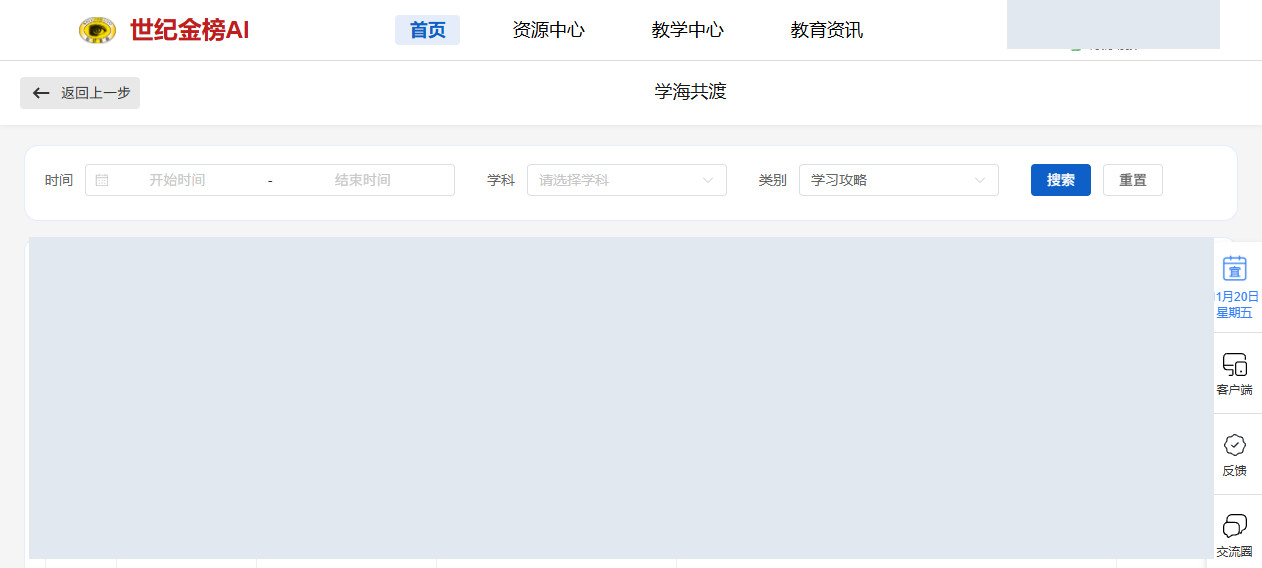 世纪金榜AI
首页 资源中心 教学中心 教育资讯
返回上一步
学海共渡
时间 开始时间 - 结束时间 学科 请选择学科 类别 学习攻略 搜索 重置
宜
1月20日
星期五
客户端
反馈
交流圈